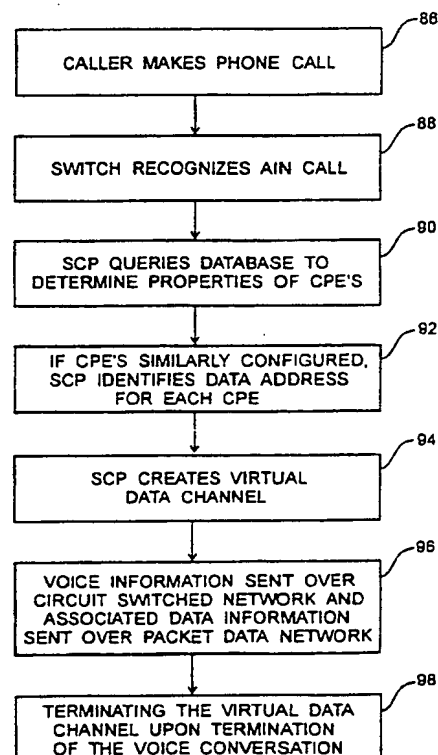 86
CALLER MAKES PHONE CALL
88
SWITCH RECOGNIZES AIN CALL
90
SCP QUERIES DATABASE TO
DETERMINE PROPERTIES OF CPE'S
92
IF CPE'S SIMILARLY CONFIGURED,
SCP IDENTIFIES DATA ADDRESS
FOR EACH CPE
94
SCP CREATES VIRTUAL
DATA CHANNEL
96
VOICE INFORMATION SENT OVER
CIRCUIT SWITCHED NETWORK AND
ASSOCIATED DATA INFORMATION
SENT OVER PACKET DATA NETWORK
98
TERMINATING THE VIRTUAL DATA
CHANNEL UPON TERMINATION
OF THE VOICE CONVERSATION